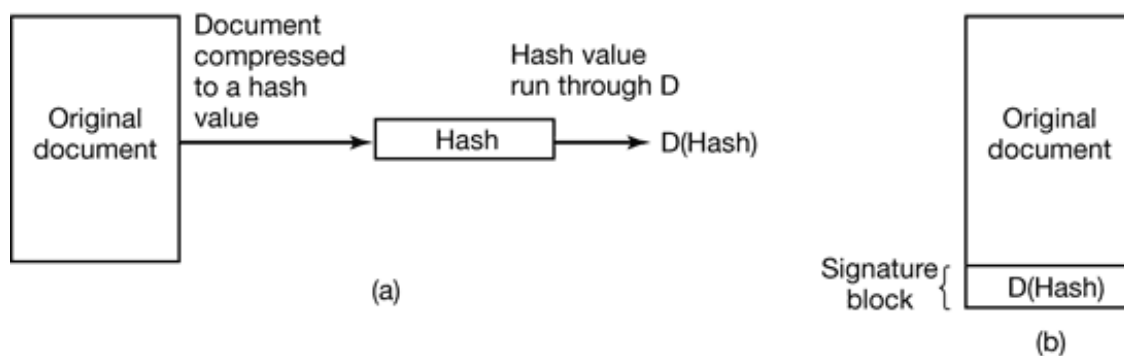 Original
document
Document
compressed
to a hash
value
Hash
Hash value
run through D
D(Hash)
(a)
Original
document
Signature
block
D(Hash)
(b)